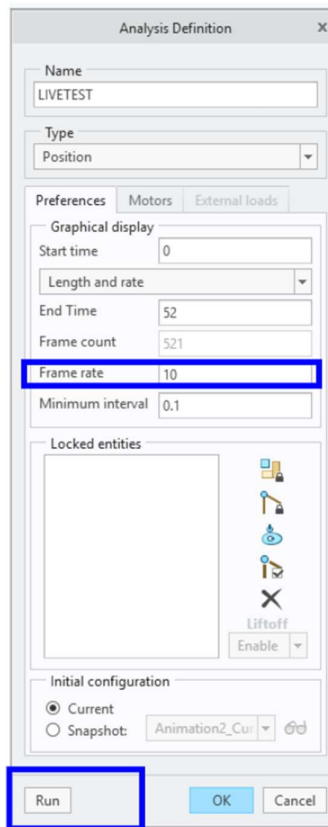 Analysis Definition x
Name
LIVETEST
Type
Position
Preferences Motors External loads
Graphical display
Start time 0
Length and rate
End Time 52
Frame count 521
Frame rate 10
Minimum interval 0.1
Locked entities
Liftoff
Enable
Initial configuration
Current
Snapshot: Animation2_Cur
Run OK Cancel